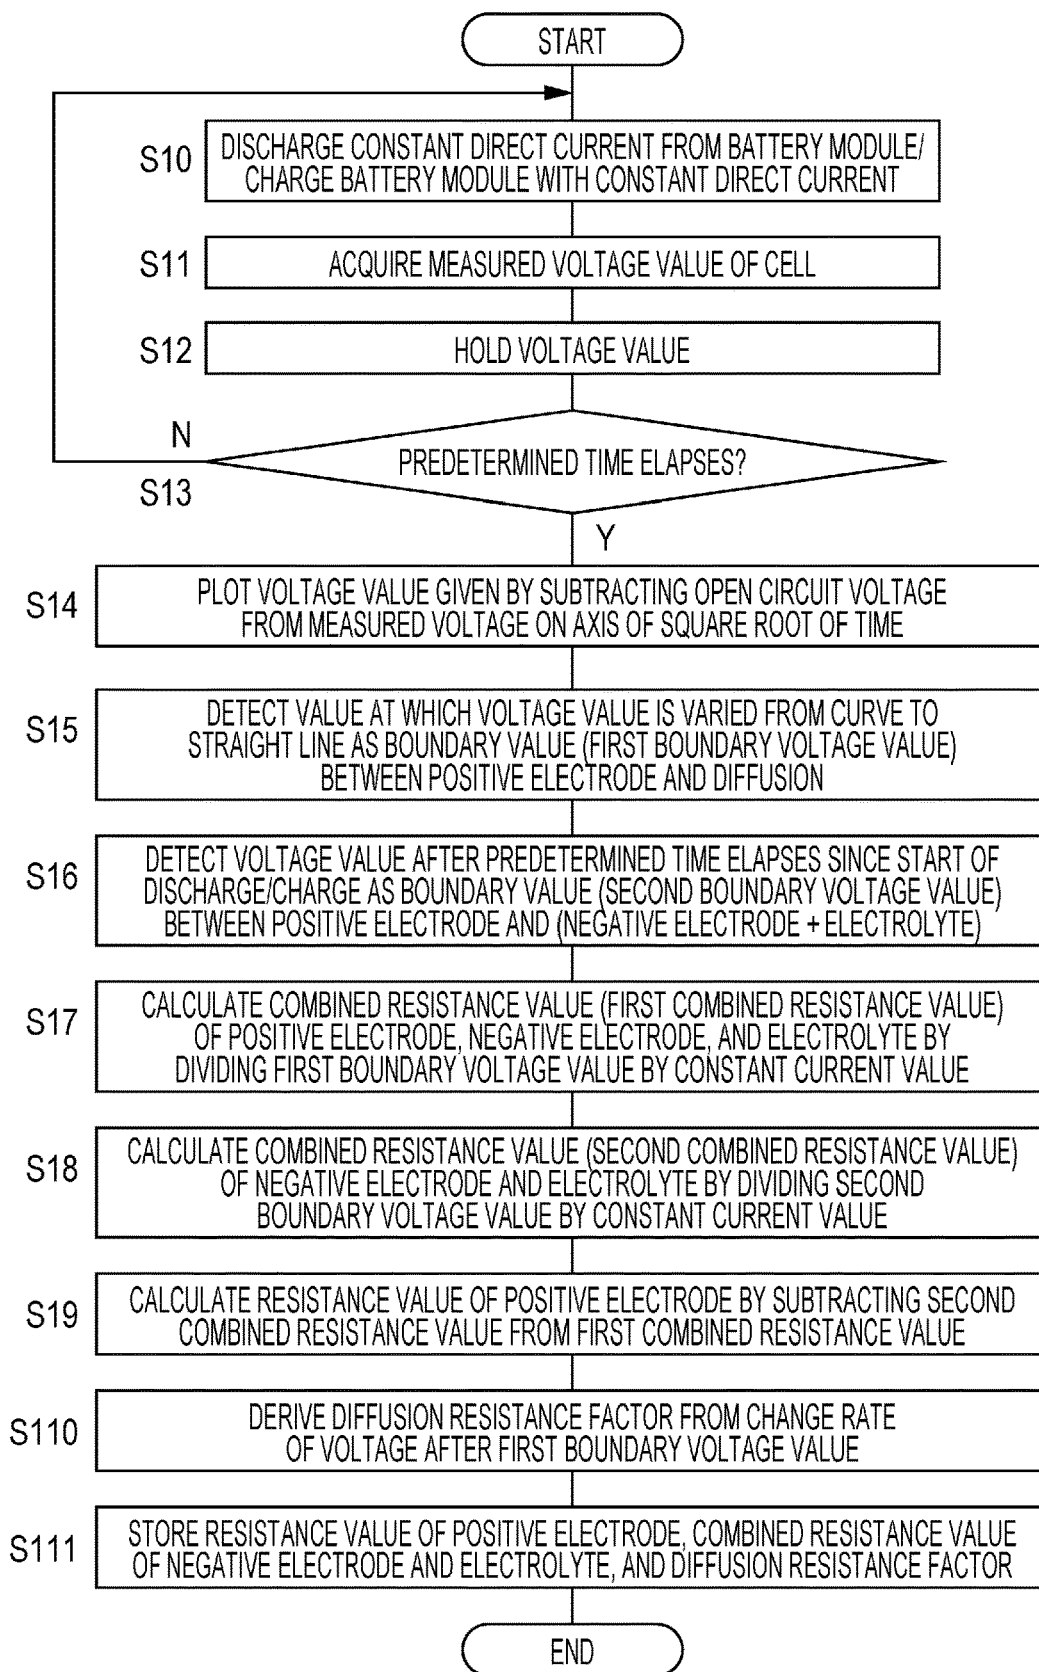 START
S10
DISCHARGE CONSTANT DIRECT CURRENT FROM BATTERY MODULE/
CHARGE BATTERY MODULE WITH CONSTANT DIRECT CURRENT
S11
ACQUIRE MEASURED VOLTAGE VALUE OF CELL
S12
HOLD VOLTAGE VALUE
N
S13
PREDETERMINED TIME ELAPSES?
Y
S14
PLOT VOLTAGE VALUE GIVEN BY SUBTRACTING OPEN CIRCUIT VOLTAGE
FROM MEASURED VOLTAGE ON AXIS OF SQUARE ROOT OF TIME
S15
DETECT VALUE AT WHICH VOLTAGE VALUE IS VARIED FROM CURVE TO
STRAIGHT LINE AS BOUNDARY VALUE (FIRST BOUNDARY VOLTAGE VALUE)
BETWEEN POSITIVE ELECTRODE AND DIFFUSION
S16
DETECT VOLTAGE VALUE AFTER PREDETERMINED TIME ELAPSES SINCE START OF
DISCHARGE/CHARGE AS BOUNDARY VALUE (SECOND BOUNDARY VOLTAGE VALUE)
BETWEEN POSITIVE ELECTRODE AND (NEGATIVE ELECTRODE + ELECTROLYTE)
S17
CALCULATE COMBINED RESISTANCE VALUE (FIRST COMBINED RESISTANCE VALUE)
OF POSITIVE ELECTRODE, NEGATIVE ELECTRODE, AND ELECTROLYTE BY
DIVIDING FIRST BOUNDARY VOLTAGE VALUE BY CONSTANT CURRENT VALUE
S18
CALCULATE COMBINED RESISTANCE VALUE (SECOND COMBINED RESISTANCE VALUE)
OF NEGATIVE ELECTRODE AND ELECTROLYTE BY DIVIDING SECOND
BOUNDARY VOLTAGE VALUE BY CONSTANT CURRENT VALUE
S19
CALCULATE RESISTANCE VALUE OF POSITIVE ELECTRODE BY SUBTRACTING SECOND
COMBINED RESISTANCE VALUE FROM FIRST COMBINED RESISTANCE VALUE
S110
DERIVE DIFFUSION RESISTANCE FACTOR FROM CHANGE RATE
OF VOLTAGE AFTER FIRST BOUNDARY VOLTAGE VALUE
S111
STORE RESISTANCE VALUE OF POSITIVE ELECTRODE, COMBINED RESISTANCE VALUE
OF NEGATIVE ELECTRODE AND ELECTROLYTE, AND DIFFUSION RESISTANCE FACTOR
END